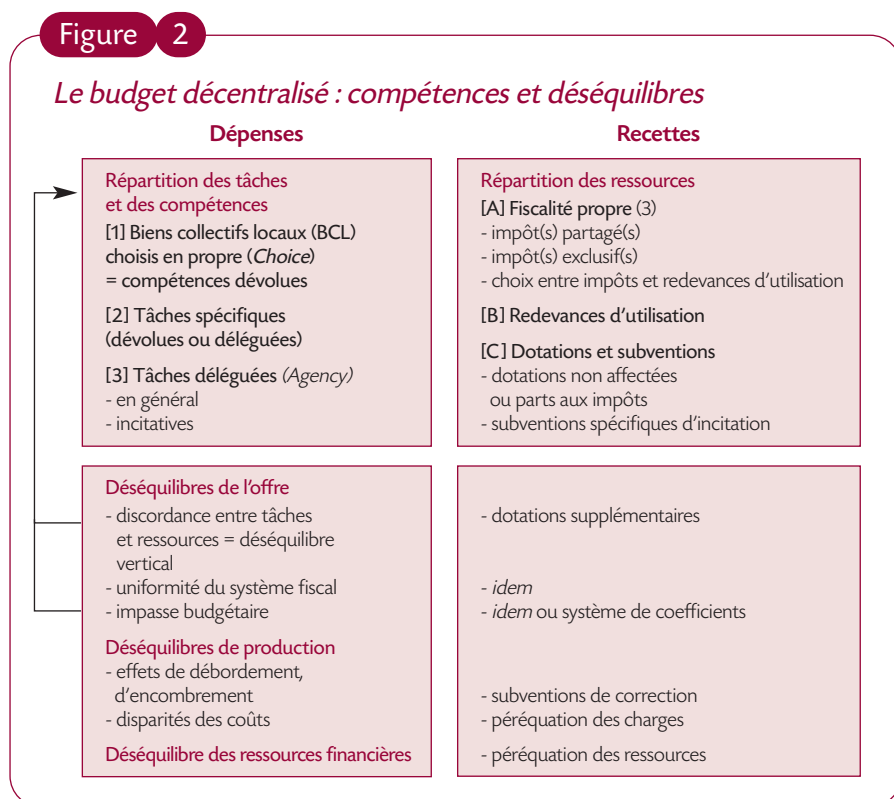 Figure 2
Le budget décentralisé : compétences et déséquilibres
Dépenses
Répartition des tâches
et des compétences
[1] Biens collectifs locaux (BCL)
choisis en propre (Choice)
= compétences dévolues
[2] Tâches spécifiques
(dévolues ou déléguées)
[3] Tâches déléguées (Agency)
- en général
- incitatives
Recettes
Répartition des ressources
[A] Fiscalité propre (3)
- impôt(s) partagé(s)
- impôt(s) exclusif(s)
- choix entre impôts et redevances d'utilisation
[B] Redevances d'utilisation
[C] Dotations et subventions
- dotations non affectées
ou parts aux impôts
- subventions spécifiques d'incitation
Déséquilibres de l'offre
- discordance entre tâches
et ressources = déséquilibre
vertical
- uniformité du système fiscal
- impasse budgétaire
Déséquilibres de production
- effets de débordement,
d'encombrement
- disparités des coûts
Déséquilibre des ressources financières
- dotations supplémentaires
- idem
- idem ou système de coefficients
- subventions de correction
- péréquation des charges
- péréquation des ressources